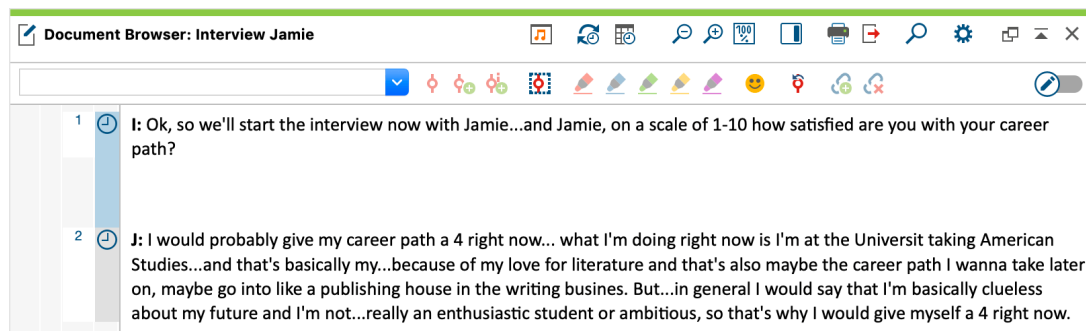 Document Browser: Interview Jamie
100 %
1 I: Ok, so we'll start the interview now with Jamie...and Jamie, on a scale of 1-10 how satisfied are you with your career
path?
2 J: I would probably give my career path a 4 right now... what I'm doing right now is I'm at the Universit taking American
Studies...and that's basically my...because of my love for literature and that's also maybe the career path I wanna take later
on, maybe go into like a publishing house in the writing busines. But...in general I would say that I'm basically clueless
about my future and I'm not...really an enthusiastic student or ambitious, so that's why I would give myself a 4 right now.